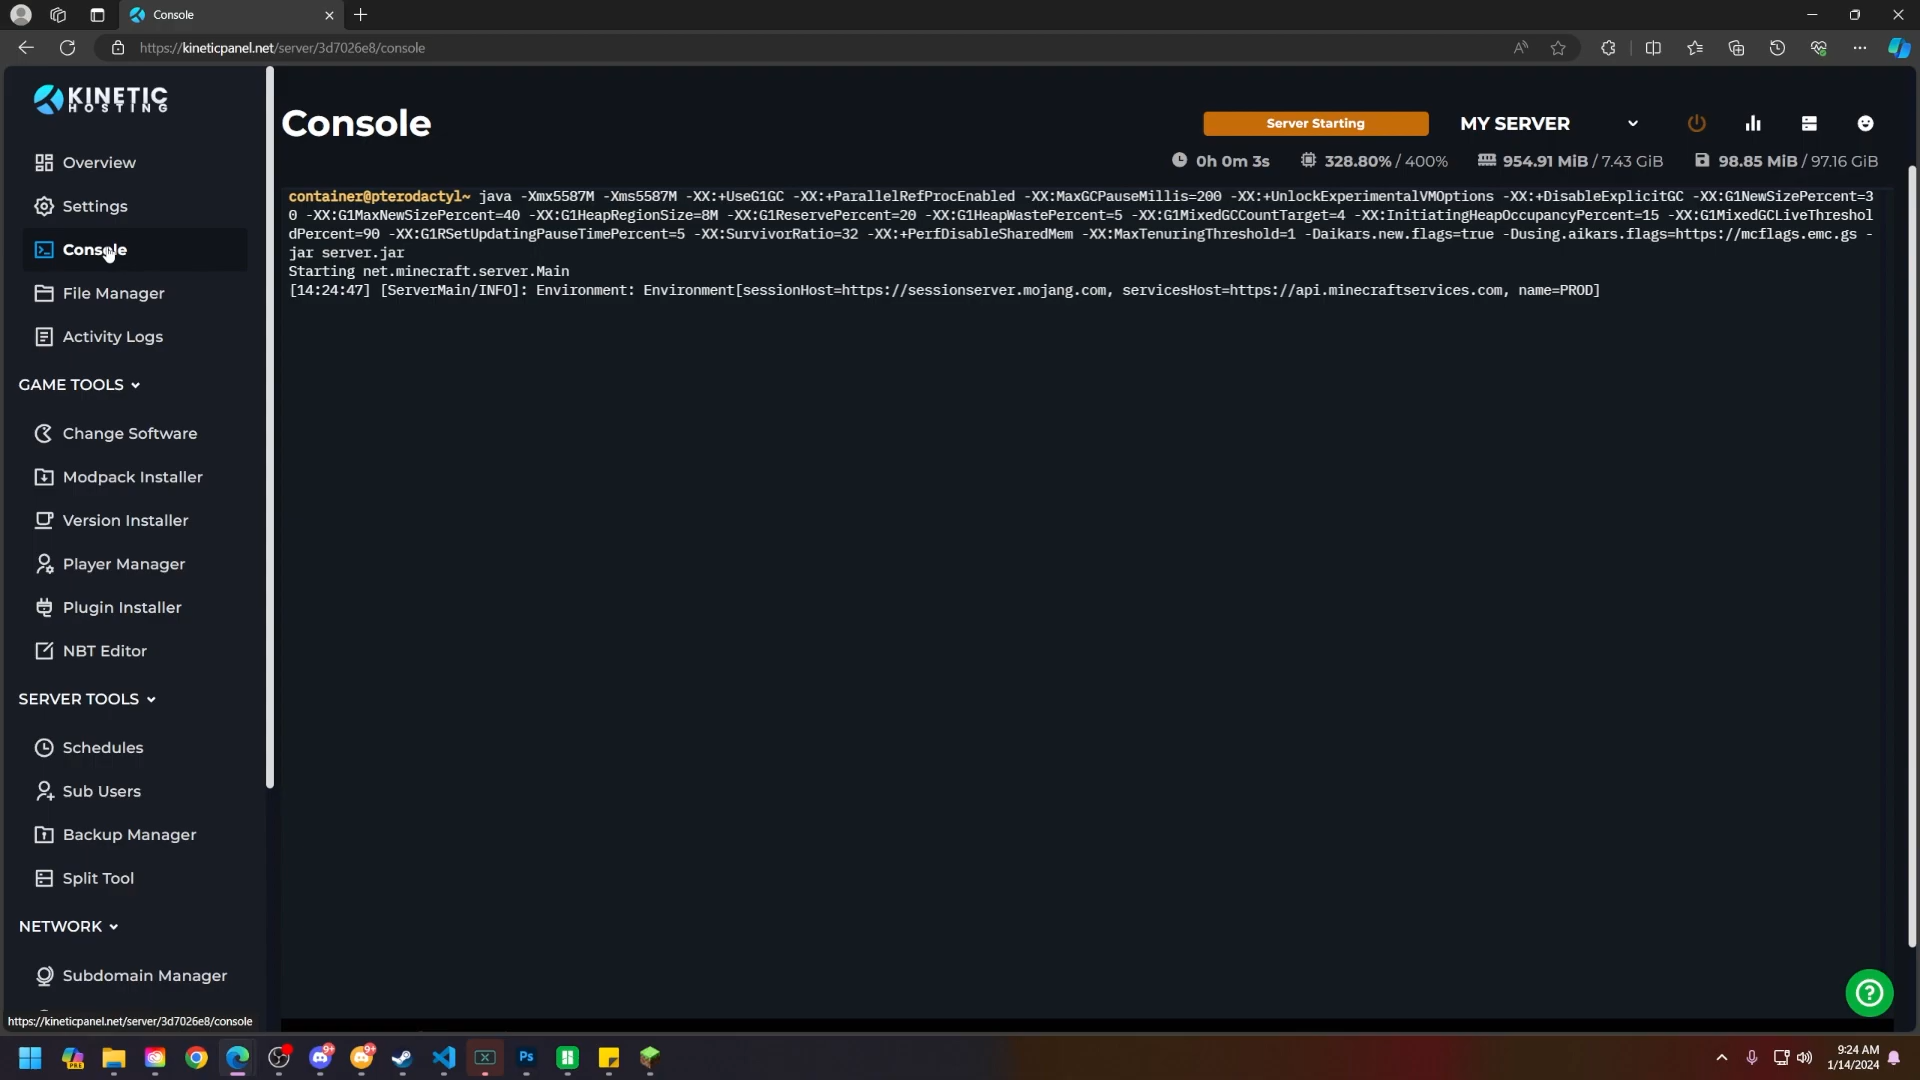 Console
https://kineticpanel.net/server/3d7026e8/console
KINETIC
HOSTING
Overview
Settings
Console
File Manager
Activity Logs
GAME TOOLS
Change Software
Modpack Installer
Version Installer
Player Manager
Plugin Installer
NBT Editor
SERVER TOOLS
Schedules
Sub Users
Backup Manager
Split Tool
NETWORK
Subdomain Manager
https://kineticpanel.net/server/3d7026e8/console
Console
Server Starting
MY SERVER
0h 0m 3s
328.80% / 400%
954.91 MiB / 7.43 GiB
98.85 MiB / 97.16 GiB
container@pterodactyl~ java -Xmx5587M -Xms5587M -XX:+UseG1GC -XX:+ParallelRefProcEnabled -XX:MaxGCPauseMillis=200 -XX:+UnlockExperimentalVMOptions -XX:+DisableExplicitGC -XX:G1NewSizePercent=3
0 -XX:G1MaxNewSizePercent=40 -XX:G1HeapRegionSize=8M -XX:G1ReservePercent=20 -XX:G1HeapWastePercent=5 -XX:G1MixedGCCountTarget=4 -XX:InitiatingHeapOccupancyPercent=15 -XX:G1MixedGCLiveThreshol
dPercent=90 -XX:G1RSetUpdatingPauseTimePercent=5 -XX:SurvivorRatio=32 -XX:+PerfDisableSharedMem -XX:MaxTenuringThreshold=1 -Daikars.new.flags=true -Dusing.aikars.flags=https://mcflags.emc.gs -
jar server.jar
Starting net.minecraft.server.Main
[14:24:47] [ServerMain/INFO]: Environment: Environment[sessionHost=https://sessionserver.mojang.com, servicesHost=https://api.minecraftservices.com, name=PROD]
PRE
Ps
9:24 AM
1/14/2024